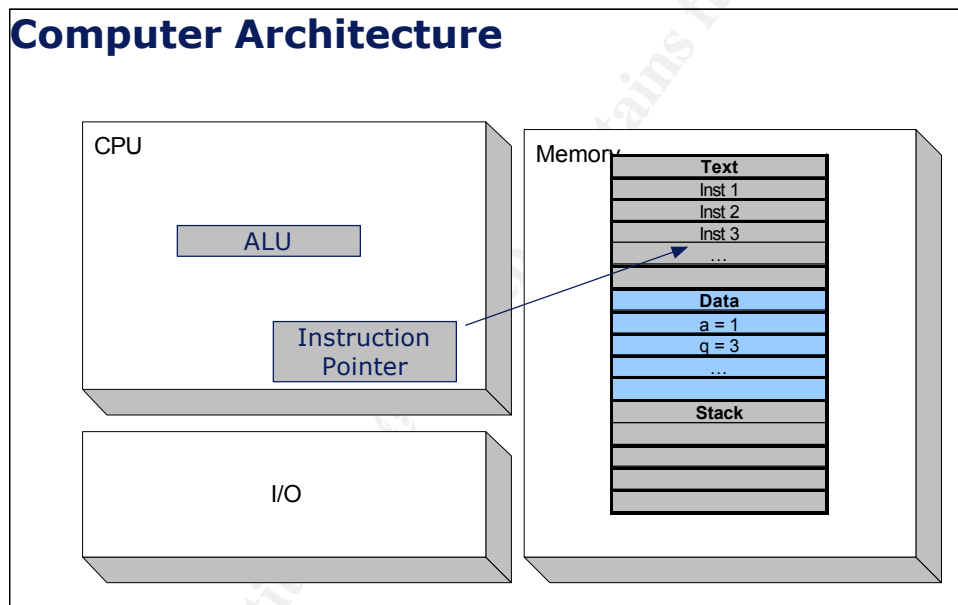 Computer Architecture
CPU
ALU
Instruction
Pointer
I/O
Memory
Text
Inst 1
Inst 2
Inst 3
…
Data
a = 1
q = 3
…
Stack